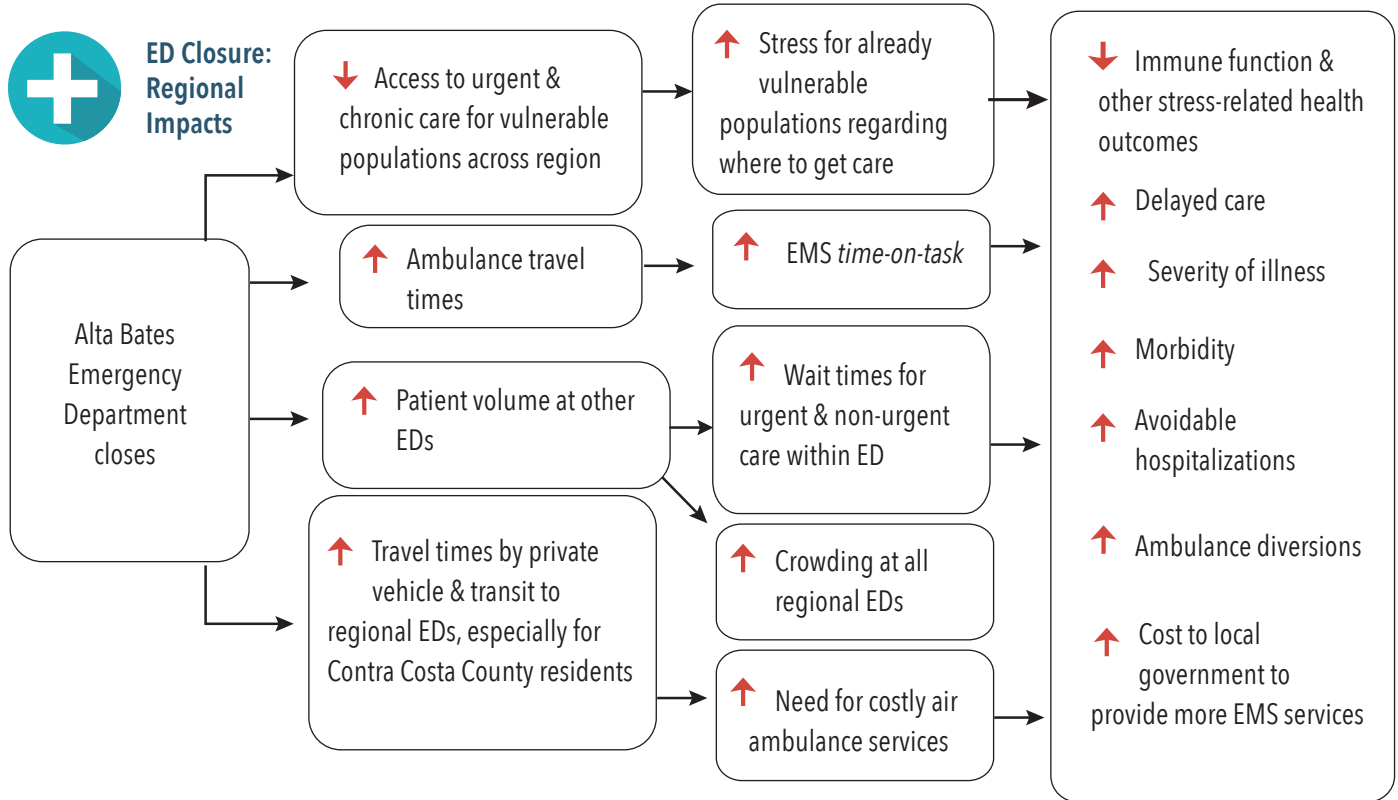 ED Closure:
Regional
Impacts
Alta Bates
Emergency
Department
closes
Access to urgent &
chronic care for vulnerable
populations across region
Ambulance travel
times
Patient volume at other
EDs
Travel times by private
vehicle & transit to
regional EDs, especially for
Contra Costa County residents
Stress for already
vulnerable
populations regarding
where to get care
EMS time-on-task
Wait times for
urgent & non-urgent
care within ED
Crowding at all
regional EDs
Need for costly air
ambulance services
Immune function &
other stress-related health
outcomes
Delayed care
Severity of illness
Morbidity
Avoidable
hospitalizations
Ambulance diversions
Cost to local
government to
provide more EMS services